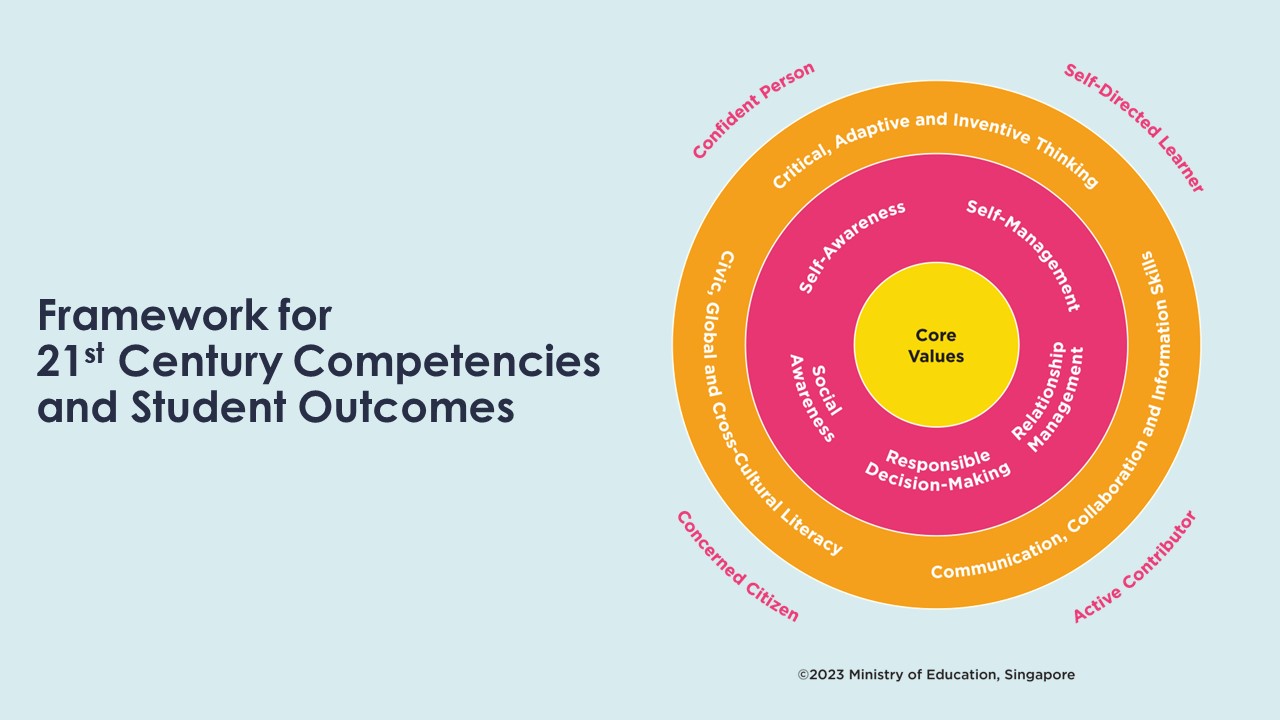 Framework for
21st Century Competencies
and Student Outcomes
Confident Person
Self-Directed Learner
Critical, Adaptive and Inventive Thinking
Self-Awareness
Self-Management
Civic, Global and Cross-Cultural Literacy
Communication, Collaboration and Information Skills
Core
Values
Social
Awareness
Relationship
Management
Responsible
Decision-Making
Concerned Citizen
Active Contributor
©2023 Ministry of Education, Singapore